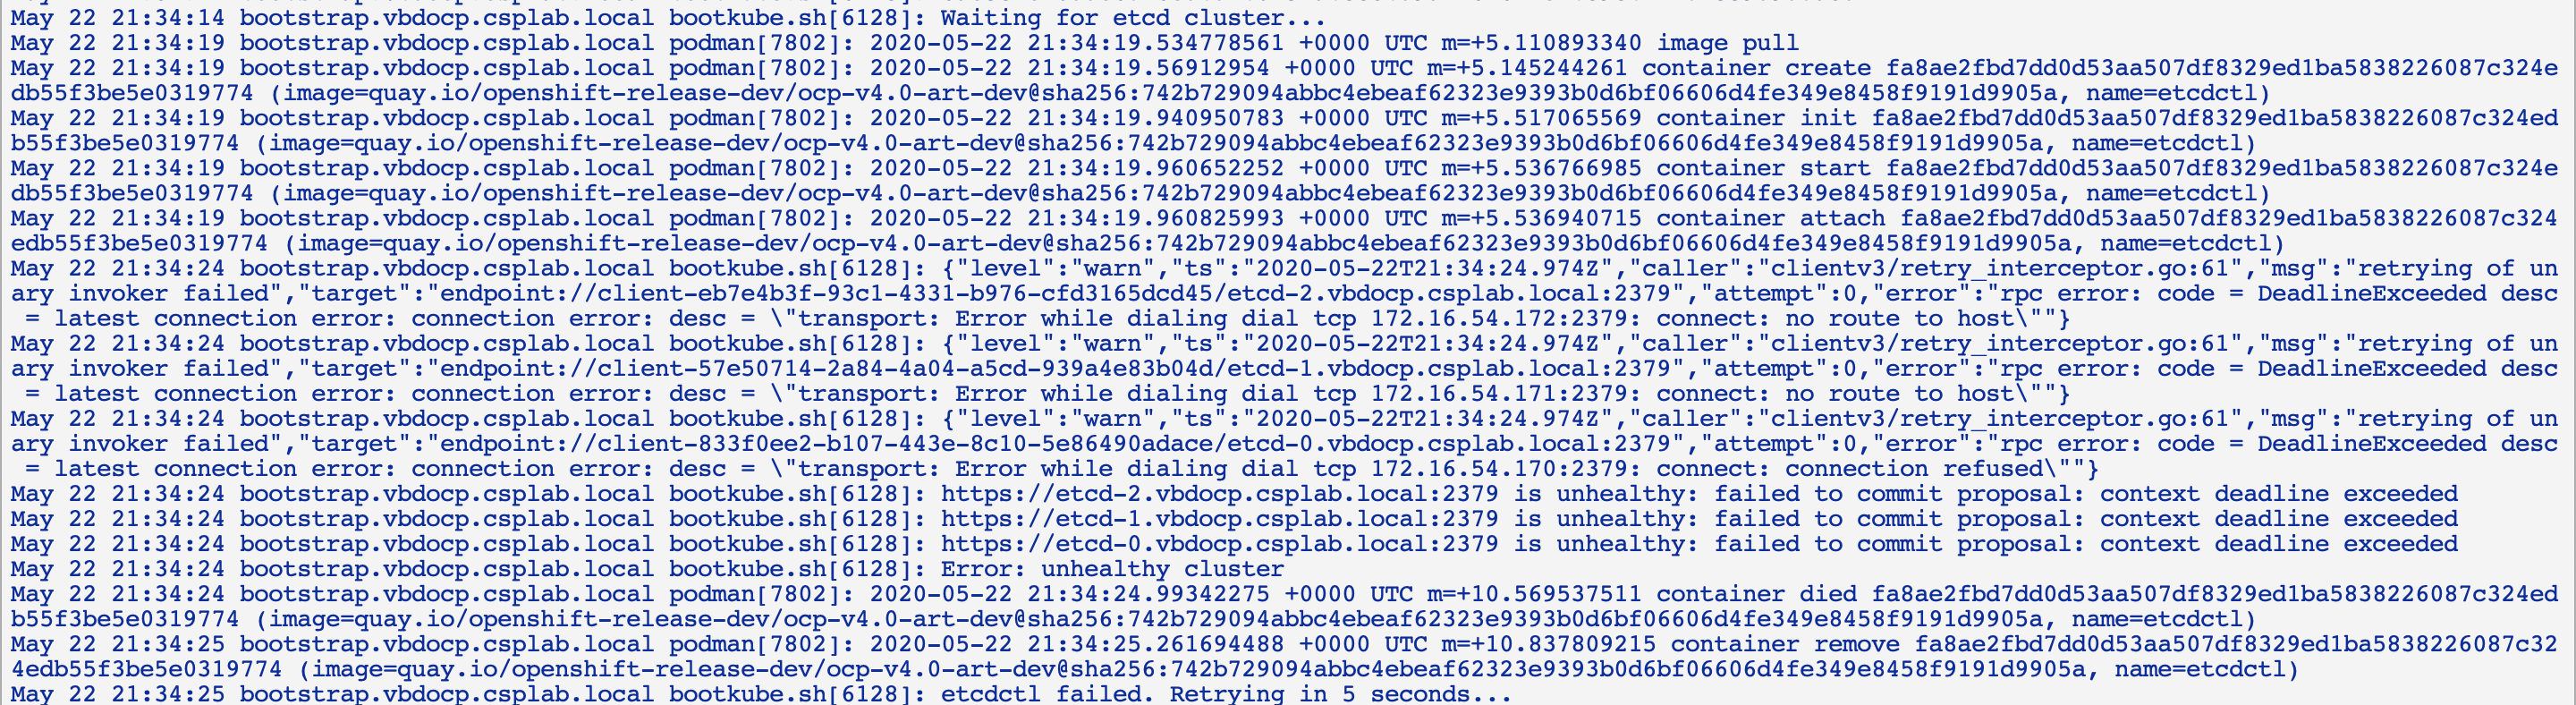 May 22 21:34:14 bootstrap.vbdocp.csplab.local bootkube.sh[6128]: Waiting for etcd cluster...
May 22 21:34:19 bootstrap.vbdocp.csplab.local podman[7802]: 2020-05-22 21:34:19.534778561 +0000 UTC m=+5.110893340 image pull
May 22 21:34:19 bootstrap.vbdocp.csplab.local podman[7802]: 2020-05-22 21:34:19.56912954 +0000 UTC m=+5.145244261 container create fa8ae2fbd7dd0d53aa507df8329ed1ba5838226087c324e
db55f3be5e0319774 (image=quay.io/openshift-release-dev/ocp-v4.0-art-dev@sha256:742b729094abbc4ebeaf62323e9393b0d6bf06606d4fe349e8458f9191d9905a, name=etcdctl)
May 22 21:34:19 bootstrap.vbdocp.csplab.local podman[7802]: 2020-05-22 21:34:19.940950783 +0000 UTC m=+5.517065569 container init fa8ae2fbd7dd0d53aa507df8329ed1ba5838226087c324ed
b55f3be5e0319774 (image=quay.io/openshift-release-dev/ocp-v4.0-art-dev@sha256:742b729094abbc4ebeaf62323e9393b0d6bf06606d4fe349e8458f9191d9905a, name=etcdctl)
May 22 21:34:19 bootstrap.vbdocp.csplab.local podman[7802]: 2020-05-22 21:34:19.960652252 +0000 UTC m=+5.536766985 container start fa8ae2fbd7dd0d53aa507df8329ed1ba5838226087c324e
db55f3be5e0319774 (image=quay.io/openshift-release-dev/ocp-v4.0-art-dev@sha256:742b729094abbc4ebeaf62323e9393b0d6bf06606d4fe349e8458f9191d9905a, name=etcdctl)
May 22 21:34:19 bootstrap.vbdocp.csplab.local podman[7802]: 2020-05-22 21:34:19.960825993 +0000 UTC m=+5.536940715 container attach fa8ae2fbd7dd0d53aa507df8329ed1ba5838226087c324
edb55f3be5e0319774 (image=quay.io/openshift-release-dev/ocp-v4.0-art-dev@sha256:742b729094abbc4ebeaf62323e9393b0d6bf06606d4fe349e8458f9191d9905a, name=etcdctl)
May 22 21:34:24 bootstrap.vbdocp.csplab.local bootkube.sh[6128]: {"level":"warn","ts":"2020-05-22T21:34:24.974Z","caller":"clientv3/retry_interceptor.go:61","msg":"retrying of un
ary invoker failed","target":"endpoint://client-eb7e4b3f-93c1-4331-b976-cfd3165dcd45/etcd-2.vbdocp.csplab.local:2379","attempt":0,"error":"rpc error: code = DeadlineExceeded desc
= latest connection error: connection error: desc = \"transport: Error while dialing dial tcp 172.16.54.172:2379: connect: no route to host\""}
May 22 21:34:24 bootstrap.vbdocp.csplab.local bootkube.sh[6128]: {"level":"warn","ts":"2020-05-22T21:34:24.974Z","caller":"clientv3/retry_interceptor.go:61","msg":"retrying of un
ary invoker failed","target":"endpoint://client-57e50714-2a84-4a04-a5cd-939a4e83b04d/etcd-1.vbdocp.csplab.local:2379","attempt":0,"error":"rpc error: code = DeadlineExceeded desc
= latest connection error: connection error: desc = \"transport: Error while dialing dial tcp 172.16.54.171:2379: connect: no route to host\""}
May 22 21:34:24 bootstrap.vbdocp.csplab.local bootkube.sh[6128]: {"level":"warn","ts":"2020-05-22T21:34:24.974Z","caller":"clientv3/retry_interceptor.go:61","msg":"retrying of un
ary invoker failed","target":"endpoint://client-833f0ee2-b107-443e-8c10-5e86490adace/etcd-0.vbdocp.csplab.local:2379","attempt":0,"error":"rpc error: code = DeadlineExceeded desc
= latest connection error: connection error: desc = \"transport: Error while dialing dial tcp 172.16.54.170:2379: connect: connection refused\""}
May 22 21:34:24 bootstrap.vbdocp.csplab.local bootkube.sh[6128]: https://etcd-2.vbdocp.csplab.local:2379 is unhealthy: failed to commit proposal: context deadline exceeded
May 22 21:34:24 bootstrap.vbdocp.csplab.local bootkube.sh[6128]: https://etcd-1.vbdocp.csplab.local:2379 is unhealthy: failed to commit proposal: context deadline exceeded
May 22 21:34:24 bootstrap.vbdocp.csplab.local bootkube.sh[6128]: https://etcd-0.vbdocp.csplab.local:2379 is unhealthy: failed to commit proposal: context deadline exceeded
May 22 21:34:24 bootstrap.vbdocp.csplab.local bootkube.sh[6128]: Error: unhealthy cluster
May 22 21:34:24 bootstrap.vbdocp.csplab.local podman[7802]: 2020-05-22 21:34:24.99342275 +0000 UTC m=+10.569537511 container died fa8ae2fbd7dd0d53aa507df8329ed1ba5838226087c324ed
b55f3be5e0319774 (image=quay.io/openshift-release-dev/ocp-v4.0-art-dev@sha256:742b729094abbc4ebeaf62323e9393b0d6bf06606d4fe349e8458f9191d9905a, name=etcdctl)
May 22 21:34:25 bootstrap.vbdocp.csplab.local podman[7802]: 2020-05-22 21:34:25.261694488 +0000 UTC m=+10.837809215 container remove fa8ae2fbd7dd0d53aa507df8329ed1ba5838226087c32
4edb55f3be5e0319774 (image=quay.io/openshift-release-dev/ocp-v4.0-art-dev@sha256:742b729094abbc4ebeaf62323e9393b0d6bf06606d4fe349e8458f9191d9905a, name=etcdctl)
May 22 21:34:25 bootstrap.vbdocp.csplab.local bootkube.sh[6128]: etcdctl failed. Retrying in 5 seconds...